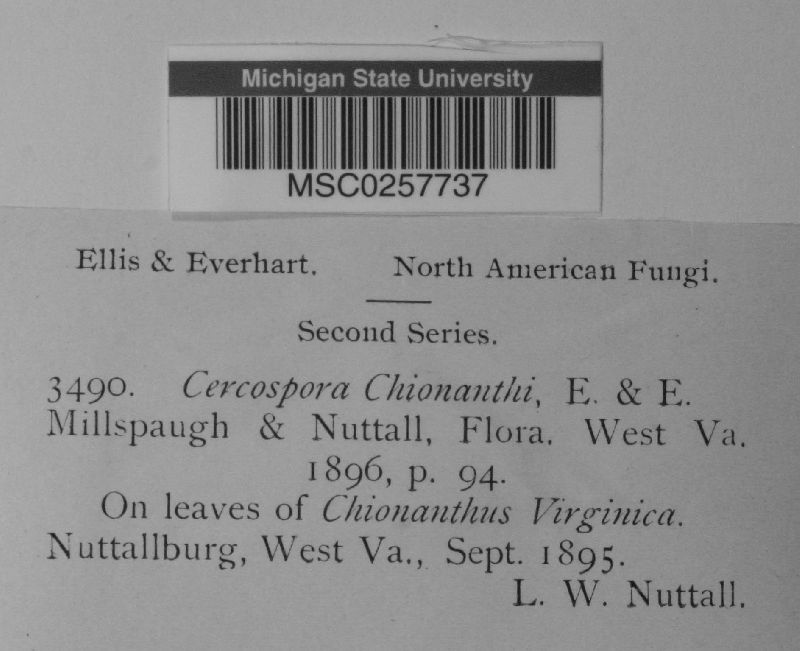 Michigan State University
MSC0257737
Ellis & Everhart. North American Fungi.
Second Series.
3490. Cercospora Chionanthi, E. & E.
Millspaugh & Nuttall, Flora. West Va.
1896, p. 94.
On leaves of Chionanthus Virginica.
Nuttallburg, West Va., Sept. 1895.
L. W. Nuttall.